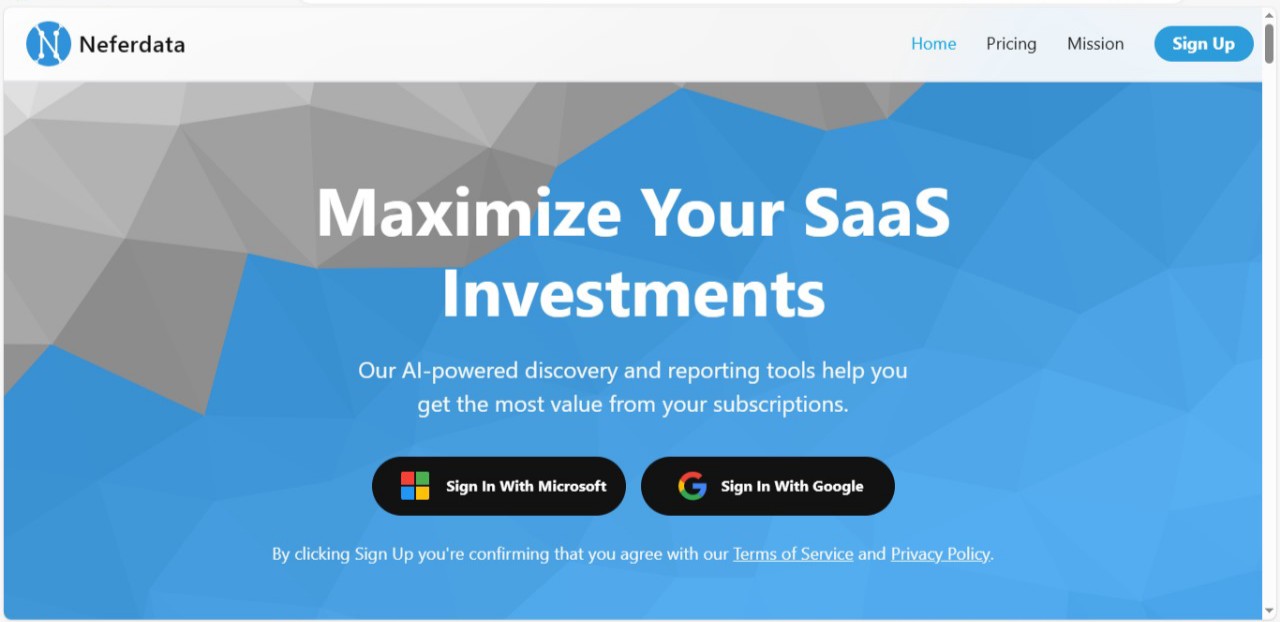 Neferdata
Home Pricing Mission Sign Up
Maximize Your SaaS
Investments
Our AI-powered discovery and reporting tools help you
get the most value from your subscriptions.
Sign In With Microsoft Sign In With Google
By clicking Sign Up you're confirming that you agree with our Terms of Service and Privacy Policy.